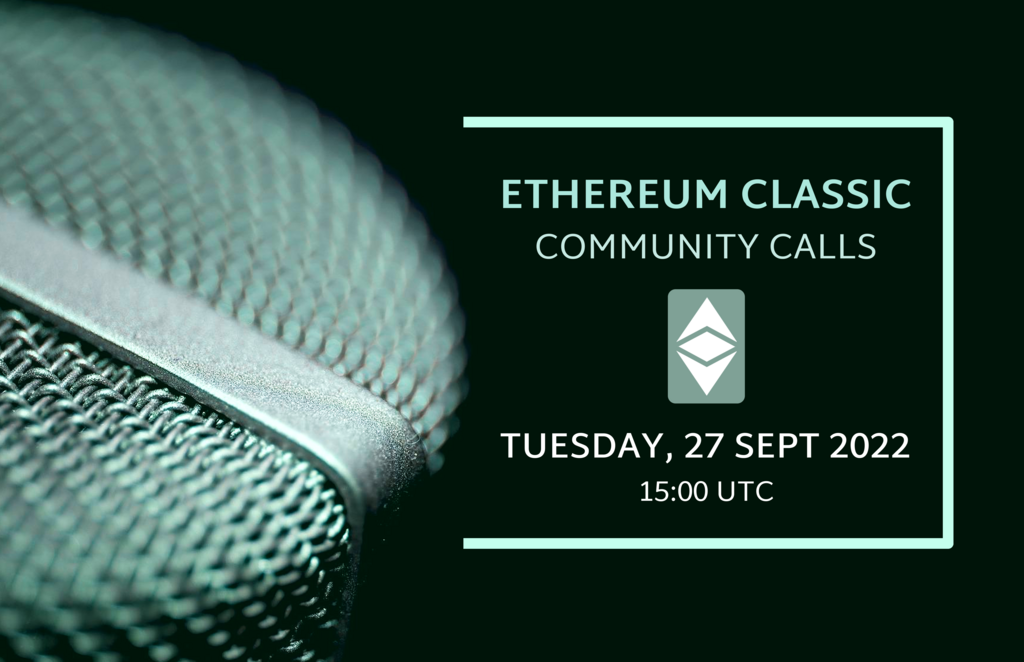 ETHEREUM CLASSIC
COMMUNITY CALLS
TUESDAY, 27 SEPT 2022
15:00 UTC